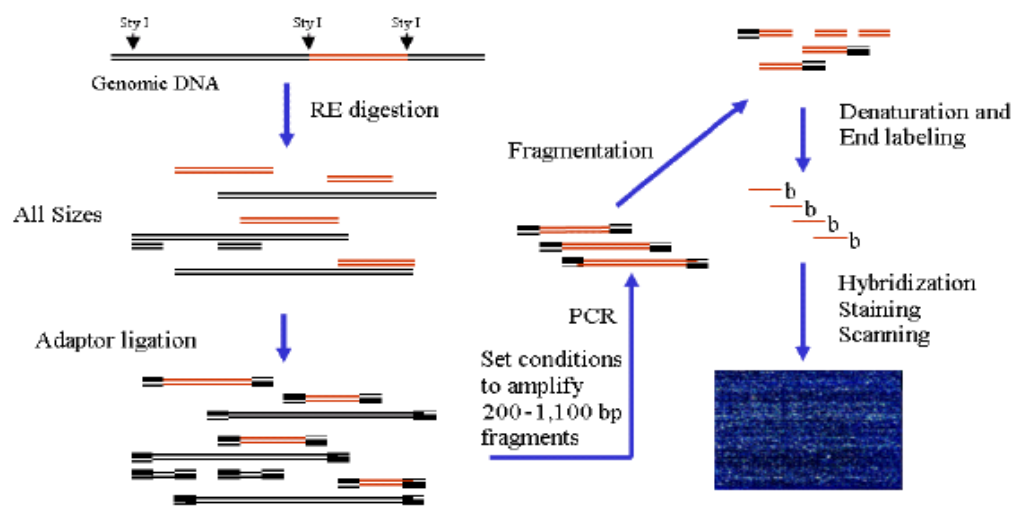 Sty I
Sty I
Sty I
Genomic DNA
RE digestion
All Sizes
Adaptor ligation
PCR
Set conditions
to amplify
200-1,100 bp
fragments
Fragmentation
Denaturation and
End labeling
b
b
b
b
Hybridization
Staining
Scanning